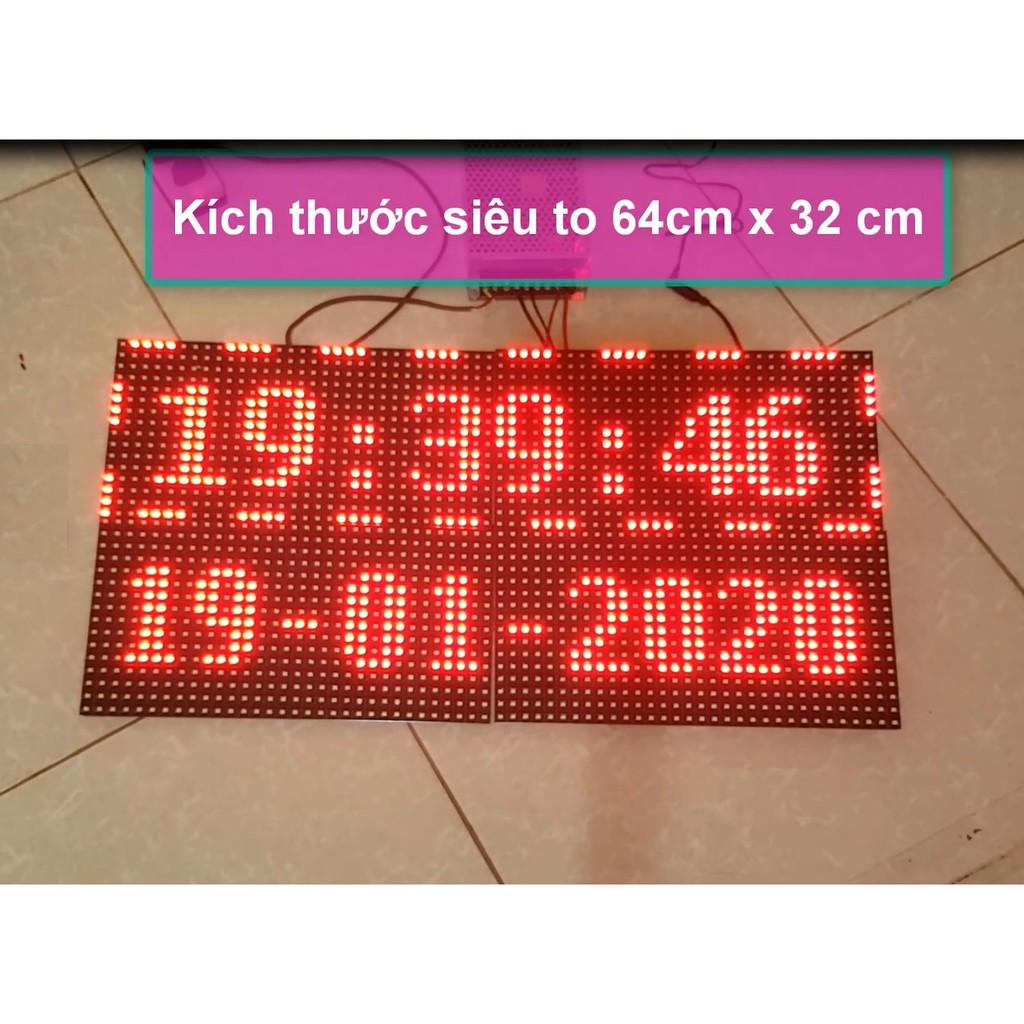 Kích thước siêu to 64cm x 32 cm
19:39:46
19-01-2020